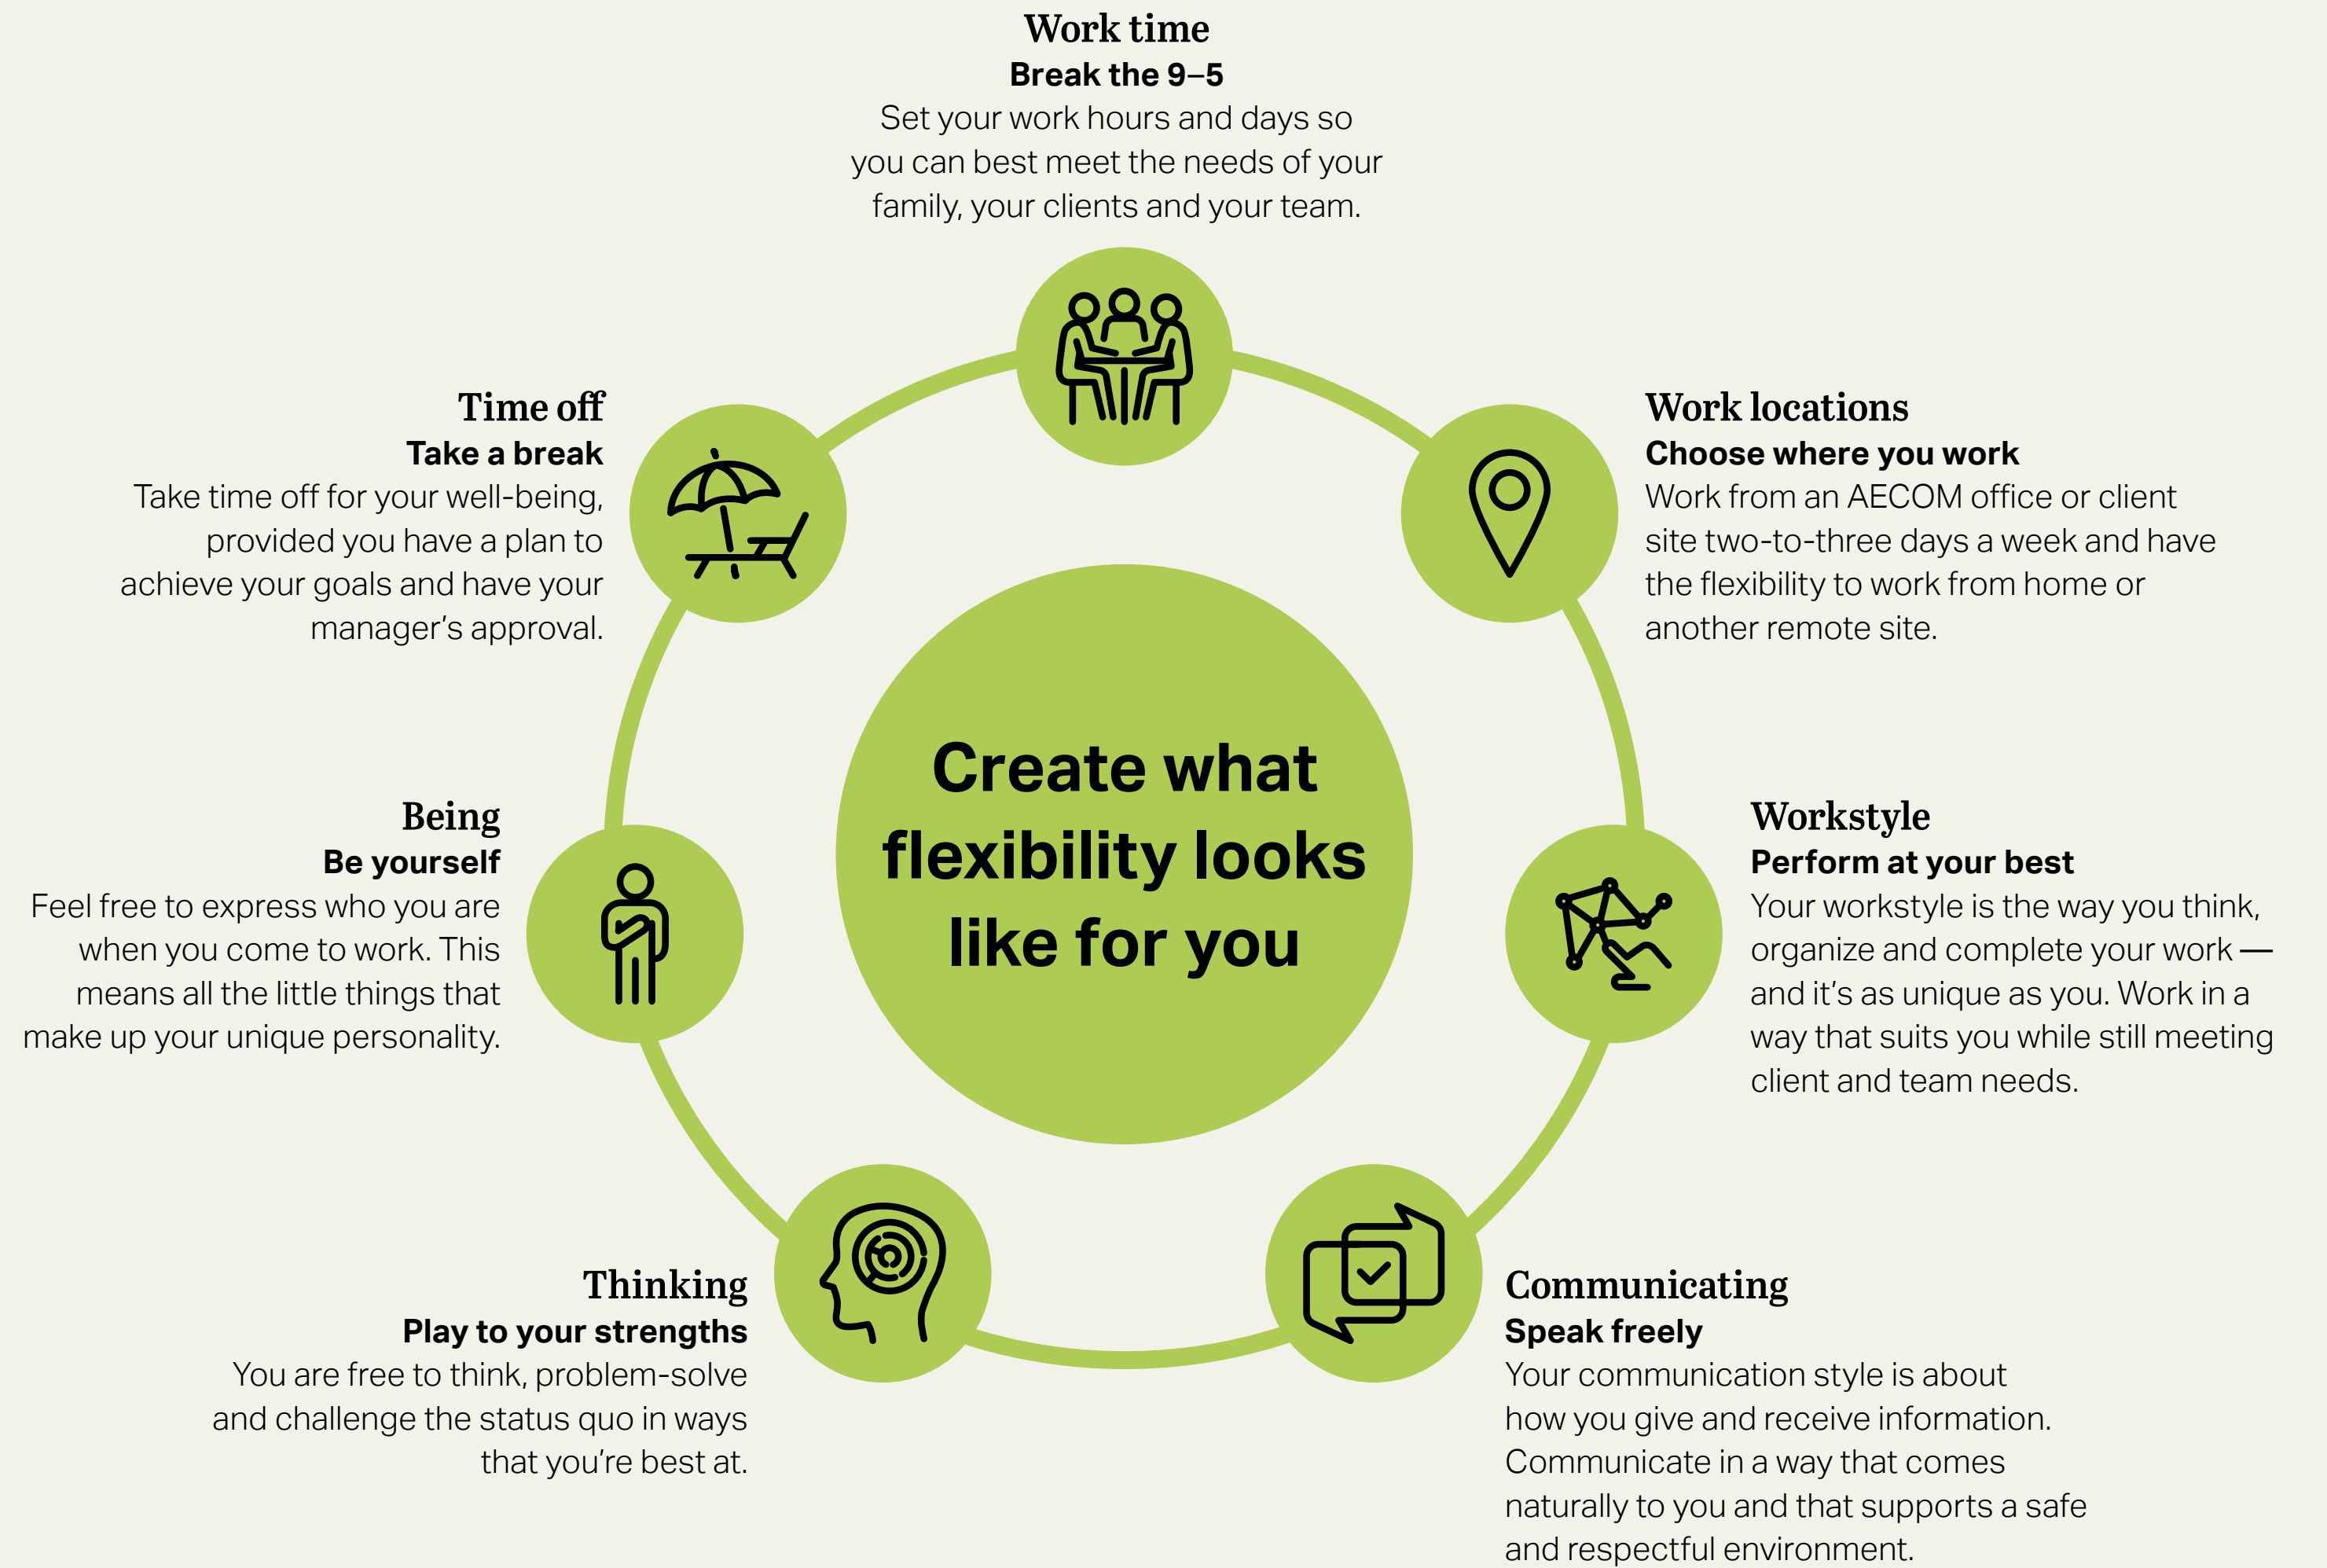 Work time
Break the 9–5
Set your work hours and days so
you can best meet the needs of your
family, your clients and your team.
Work locations
Choose where you work
Work from an AECOM office or client
site two-to-three days a week and have
the flexibility to work from home or
another remote site.
Workstyle
Perform at your best
Your workstyle is the way you think,
organize and complete your work —
and it's as unique as you. Work in a
way that suits you while still meeting
client and team needs.
Communicating
Speak freely
Your communication style is about
how you give and receive information.
Communicate in a way that comes
naturally to you and that supports a safe
and respectful environment.
Thinking
Play to your strengths
You are free to think, problem-solve
and challenge the status quo in ways
that you’re best at.
Being
Be yourself
Feel free to express who you are
when you come to work. This
means all the little things that
make up your unique personality.
Time off
Take a break
Take time off for your well-being,
provided you have a plan to
achieve your goals and have your
manager’s approval.
Create what
flexibility looks
like for you